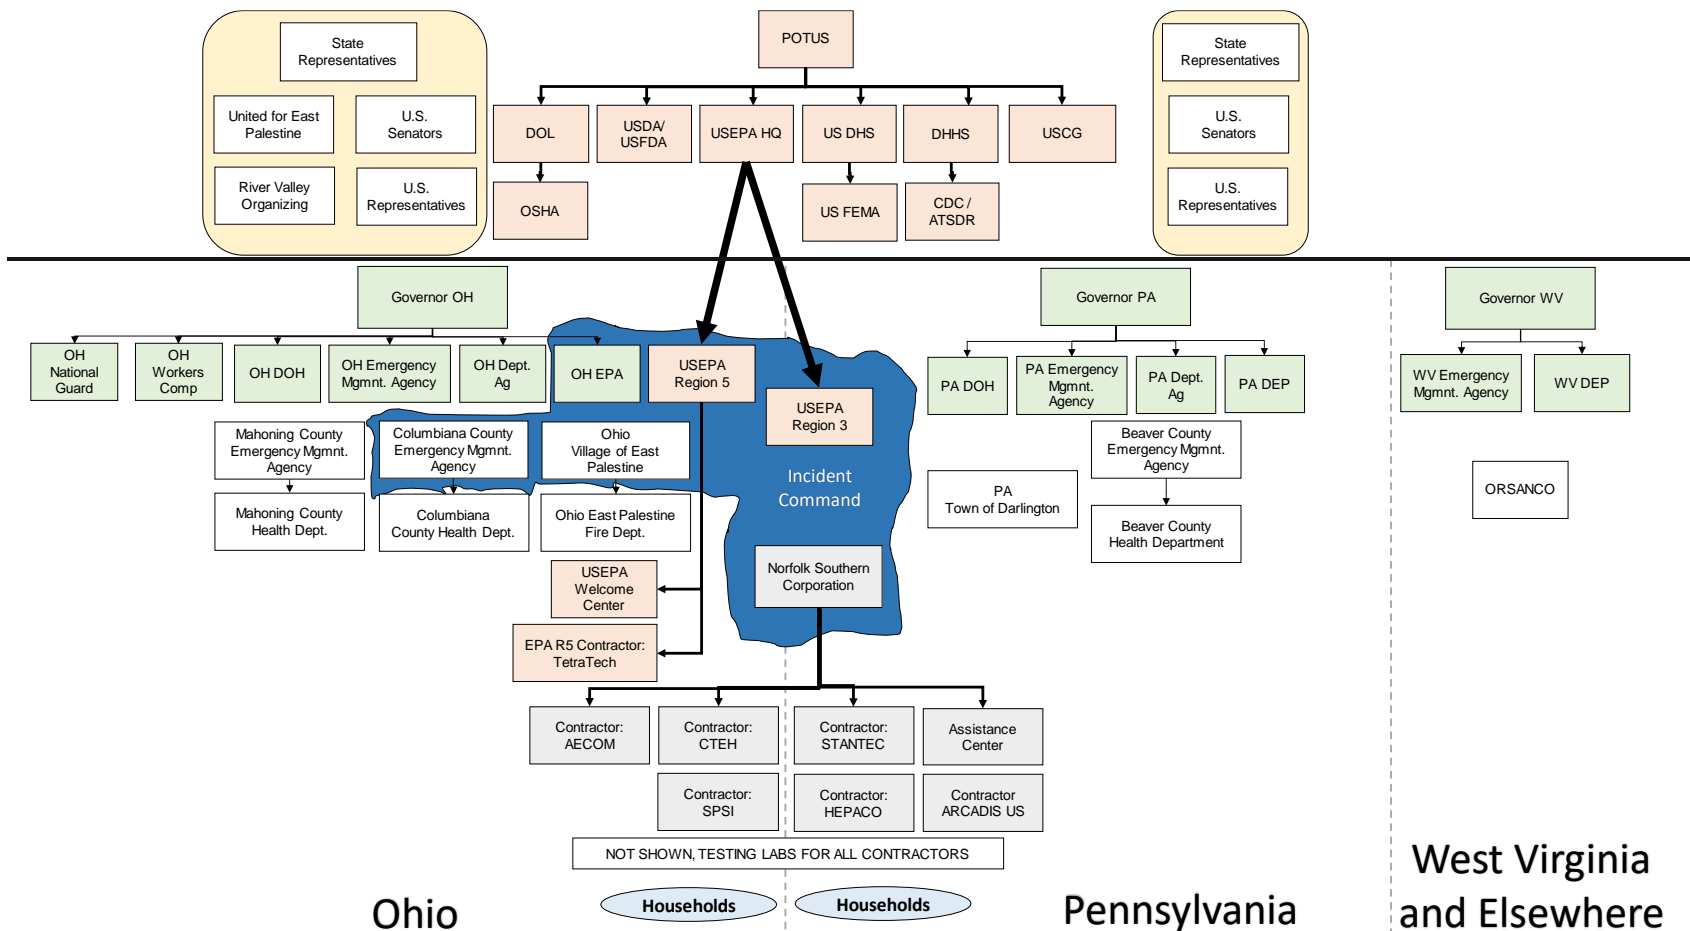 State
Representatives
United for East
Palestine
U.S.
Senators
River Valley
Organizing
U.S.
Representatives
POTUS
DOL
USDA/
USFDA
USEPA HQ
US DHS
DHHS
USCG
OSHA
US FEMA
CDC /
ATSDR
State
Representatives
U.S.
Senators
U.S.
Representatives
Governor OH
OH
National
Guard
OH
Workers
Comp
OH DOH
OH Emergency
Mgmnt. Agency
OH Dept.
Ag
OH EPA
USEPA
Region 5
USEPA
Region 3
Mahoning County
Emergency Mgmnt.
Agency
Columbiana County
Emergency Mgmnt.
Agency
Ohio
Village of East
Palestine
Mahoning County
Health Dept.
Columbiana
County Health Dept.
Ohio East Palestine
Fire Dept.
Incident
Command
Norfolk Southern
Corporation
USEPA
Welcome
Center
EPA R5 Contractor:
TetraTech
Governor PA
PA DOH
PA Emergency
Mgmnt.
Agency
PA Dept.
Ag
PA DEP
Beaver County
Emergency Mgmnt.
Agency
PA
Town of Darlington
Beaver County
Health Department
Governor WV
WV Emergency
Mgmnt. Agency
WV DEP
ORSANCO
Contractor:
AECOM
Contractor:
CTEH
Contractor:
STANTEC
Assistance
Center
Contractor:
SPSI
Contractor:
HEPACO
Contractor
ARCADIS US
NOT SHOWN, TESTING LABS FOR ALL CONTRACTORS
Households
Households
Ohio
Pennsylvania
West Virginia
and Elsewhere